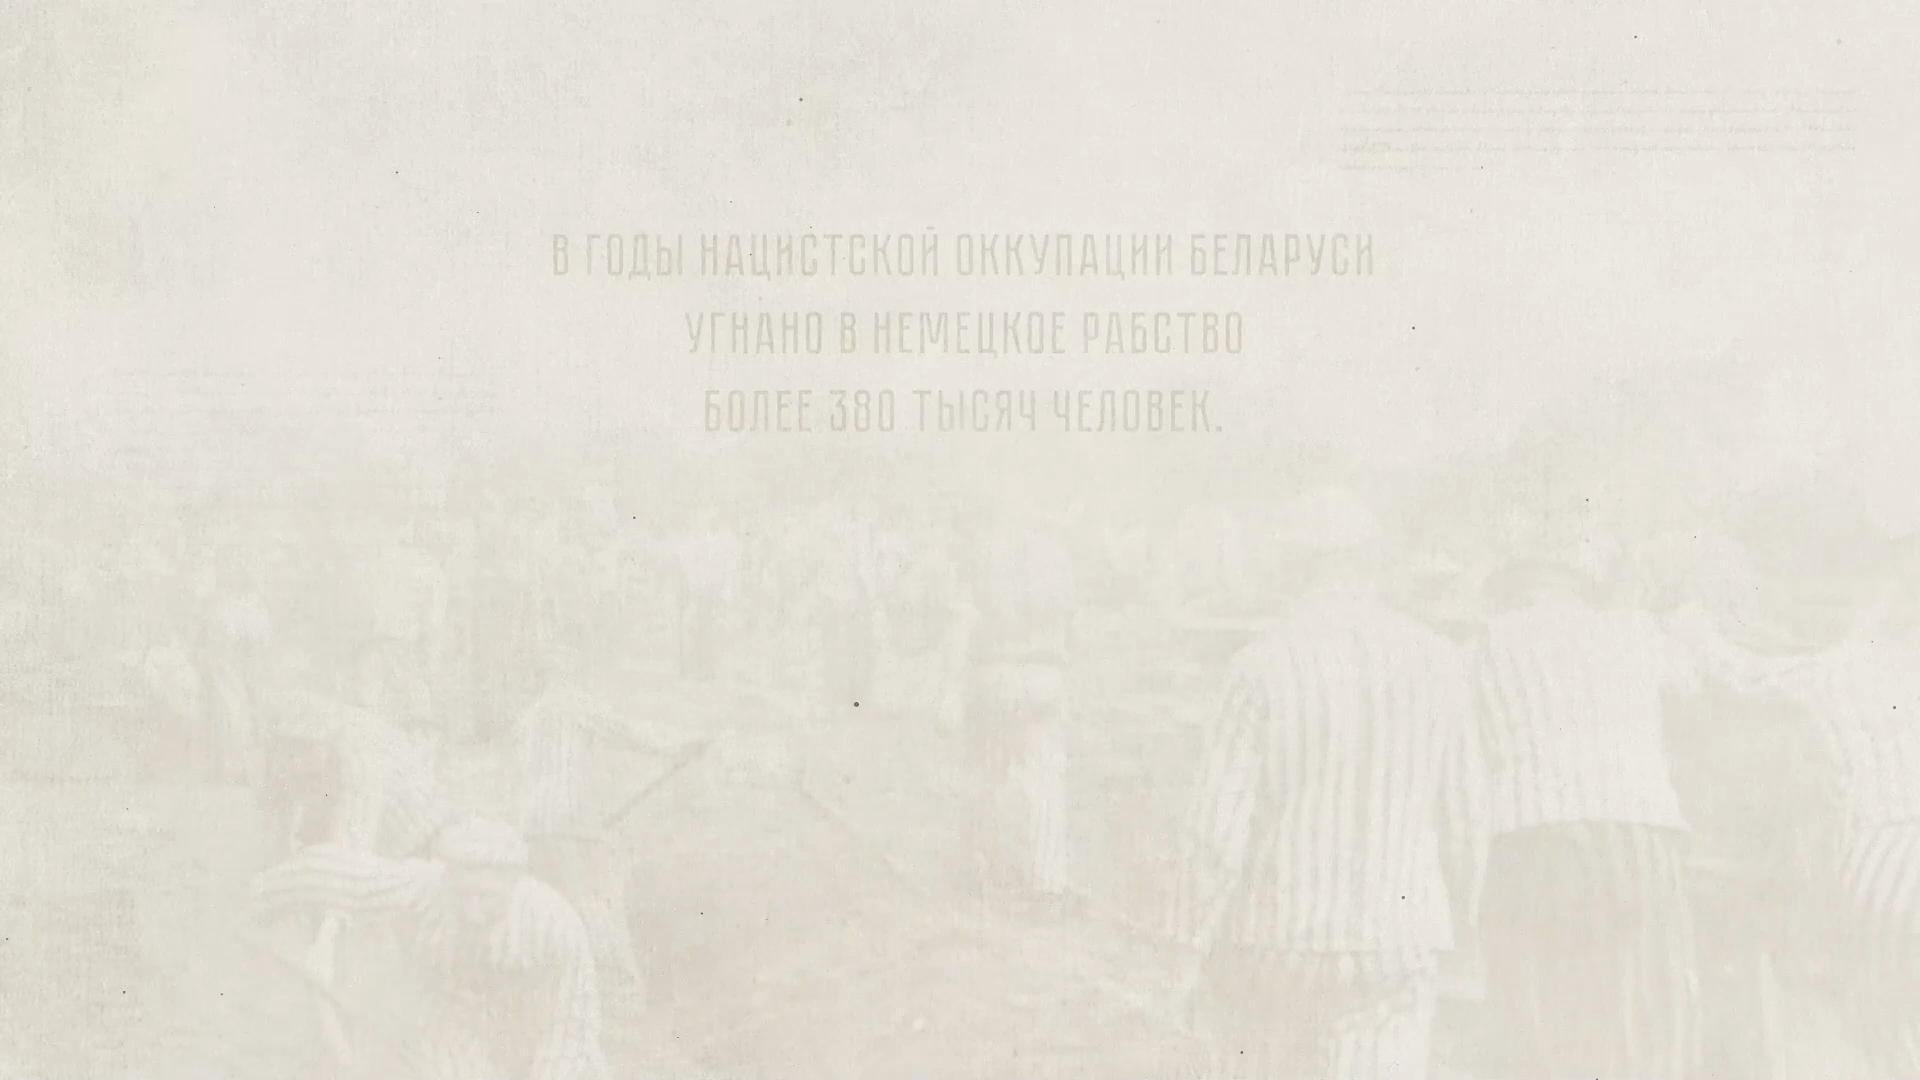 В ГОДЫ НАЦИСТСКОЙ ОККУПАЦИИ БЕЛАРУСИ
УГНАНО В НЕМЕЦКОЕ РАБСТВО
БОЛЕЕ 380 ТЫСЯЧ ЧЕЛОВЕК.